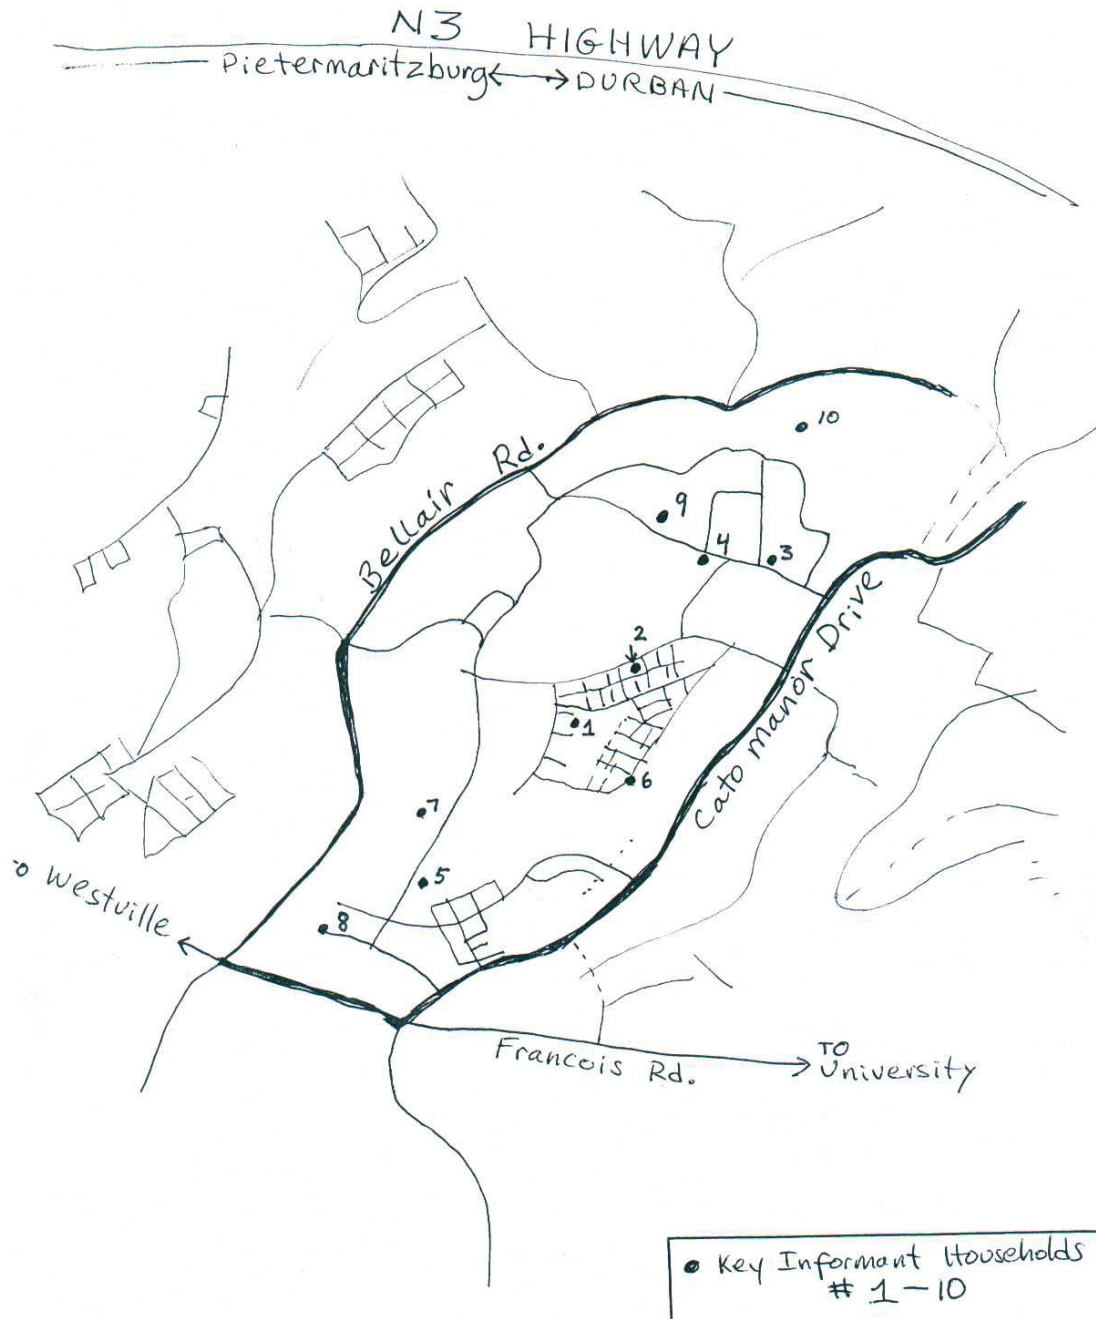 N3 HIGHWAY
Pietermaritzburg ↔ DURBAN
10
Bellair Rd.
9
4
3
2
1
6
Cato Manor Drive
7
5
8
o Westville
Francois Rd.
TO
University
• Key Informant Households
# 1-10